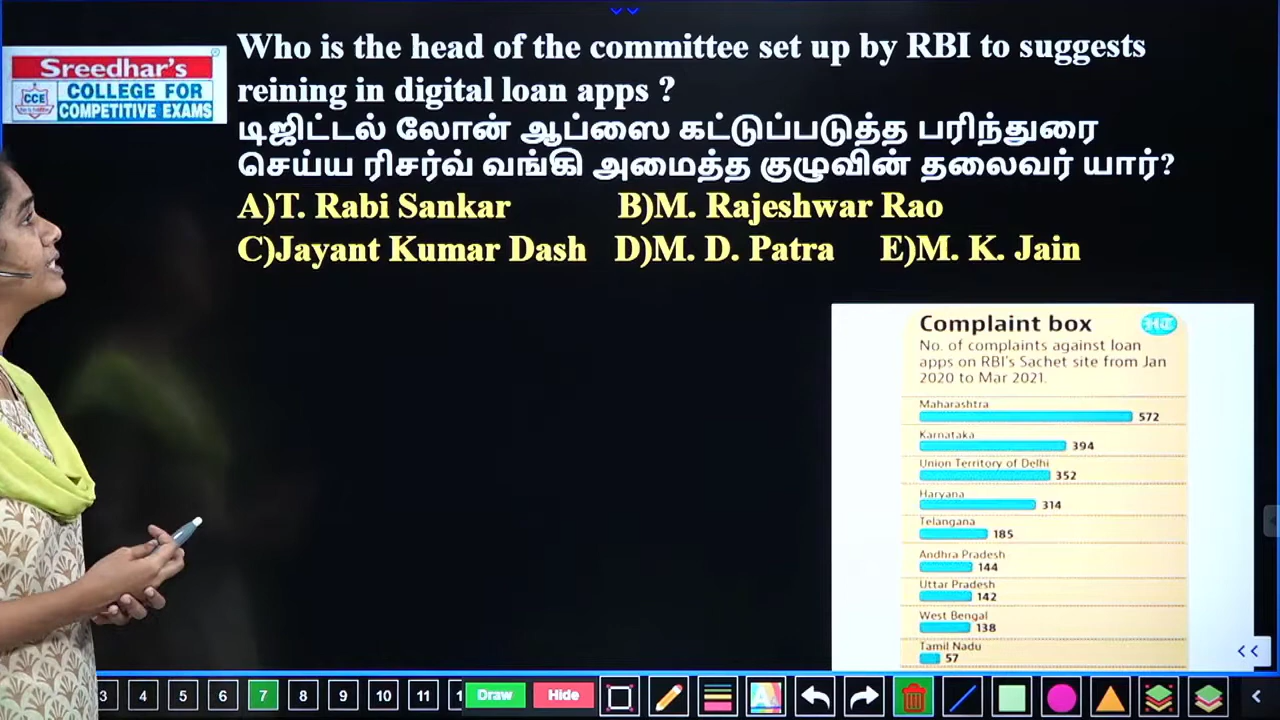 Who is the head of the committee set up by RBI to suggests
reining in digital loan apps ?
டிஜிட்டல் லோன் ஆப்ஸை கட்டுப்படுத்த பரிந்துரை
செய்ய ரிசர்வ் வங்கி அமைத்த குழுவின் தலைவர் யார்?
A)T. Rabi Sankar B)M. Rajeshwar Rao
C)Jayant Kumar Dash D)M. D. Patra E)M. K. Jain
Sreedhar's
CCE
COLLEGE FOR
COMPETITIVE EXAMS
Complaint box
No. of complaints against loan
apps on RBI's Sachet site from Jan
2020 to Mar 2021.
Maharashtra
572
Karnataka
394
Union Territory of Delhi
352
Haryana
314
Telangana
185
Andhra Pradesh
144
Uttar Pradesh
142
West Bengal
138
Tamil Nadu
57
3 4 5 6 7 8 9 10 11 1 Draw Hide